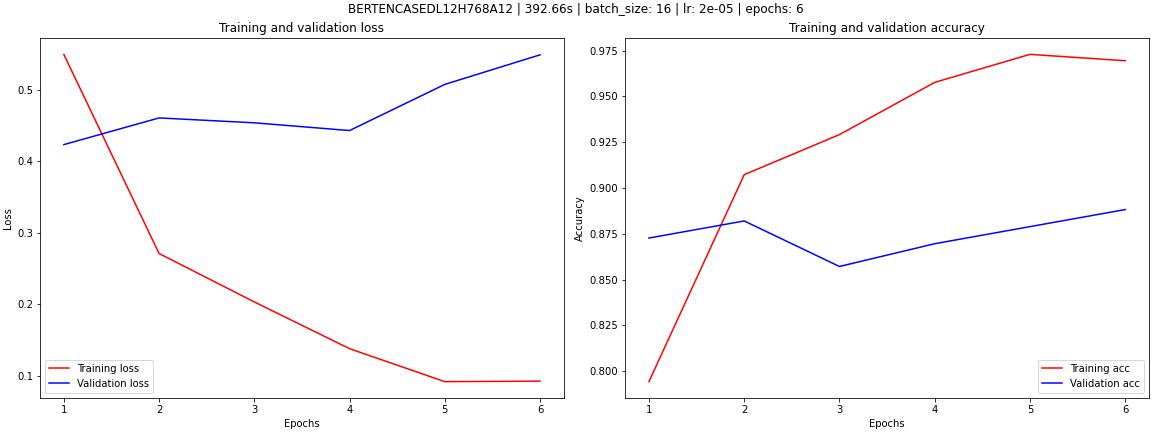 BERTENCASEDL12H768A12 | 392.66s | batch_size: 16 | lr: 2e-05 | epochs: 6
Training and validation loss
0.5
0.4
0.3
0.2
0.1
Loss
Training loss
Validation loss
1 2 3 4 5 6
Epochs
Training and validation accuracy
0.975
0.950
0.925
0.900
0.875
0.850
0.825
0.800
Accuracy
Training acc
Validation acc
1 2 3 4 5 6
Epochs